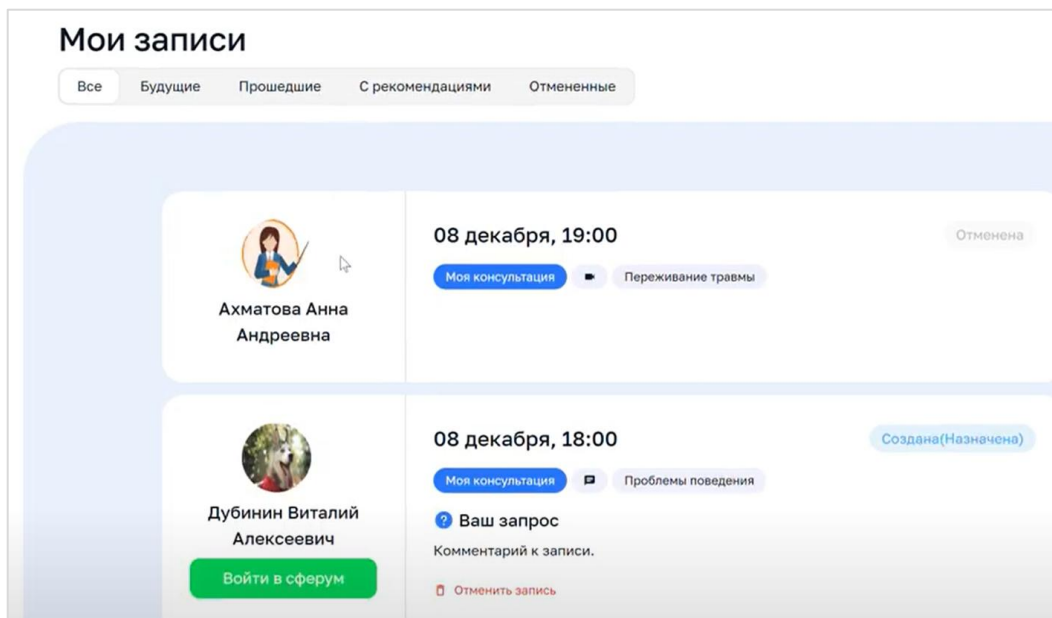 Мои записи
Все Будущие Прошедшие С рекомендациями Отмененные
Ахматова Анна
Андреевна
08 декабря, 19:00
Отменена
Моя консультация Переживание травмы
Дубинин Виталий
Алексеевич
Войти в сферум
08 декабря, 18:00
Создана(Назначена)
Моя консультация Проблемы поведения
Ваш запрос
Комментарий к записи.
Отменить запись